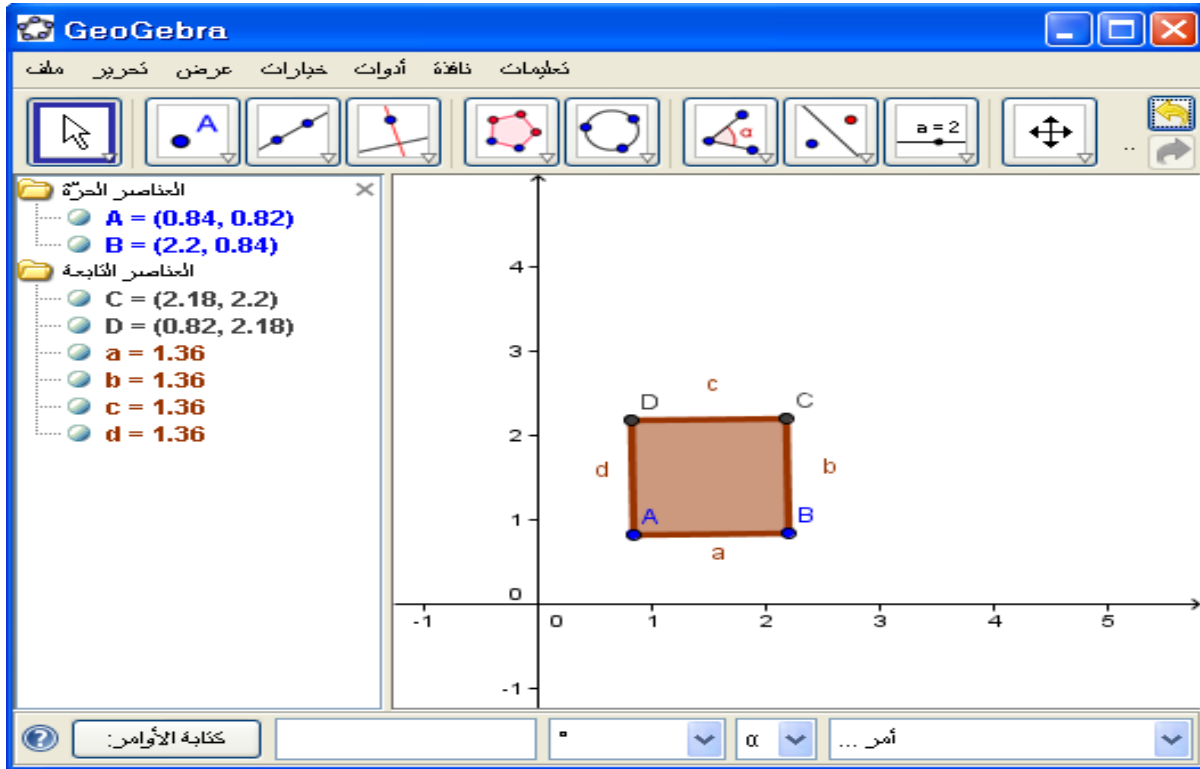 GeoGebra
ملف تحرير عرض خيارات أدوات نافذة تعليمات
A
α
a = 2
..
العناصر الحرّة
A = (0.84, 0.82)
B = (2.2, 0.84)
العناصر التابعة
C = (2.18, 2.2)
D = (0.82, 2.18)
a = 1.36
b = 1.36
c = 1.36
d = 1.36
4
3
c
D C
2
d b
1
A B
a
0
-1 0 1 2 3 4 5
-1
كتابة الأوامر:
°
α
أمر ...